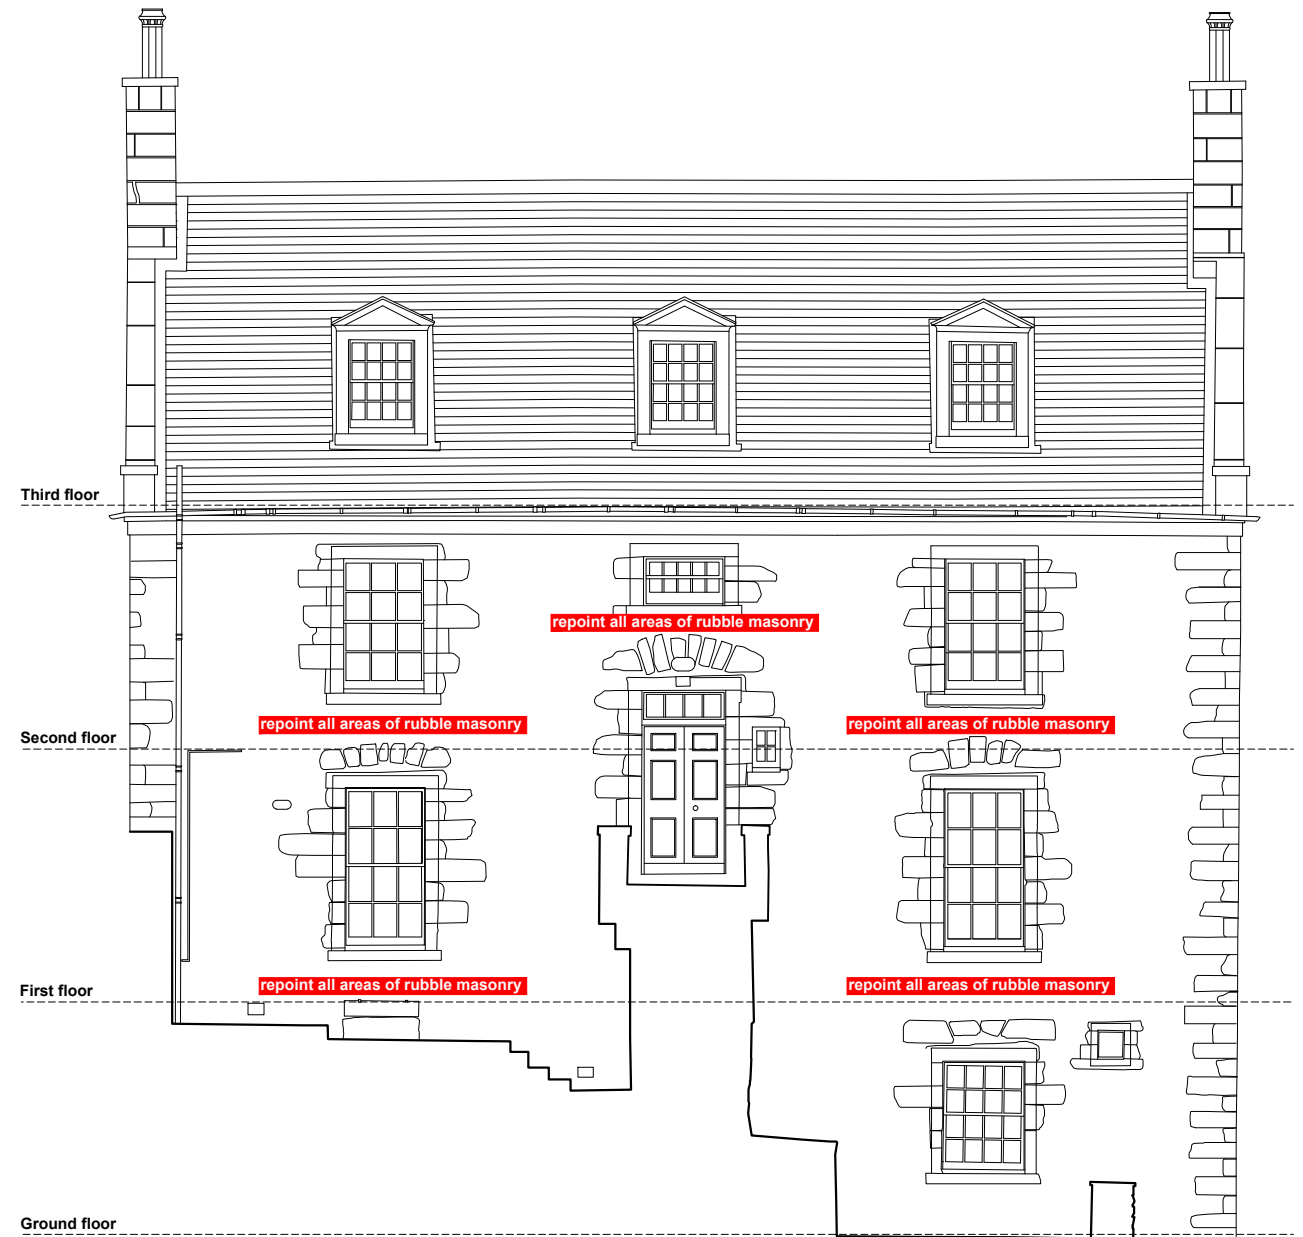 Third floor
repoint all areas of rubble masonry
repoint all areas of rubble masonry
repoint all areas of rubble masonry
Second floor
repoint all areas of rubble masonry
repoint all areas of rubble masonry
First floor
Ground floor